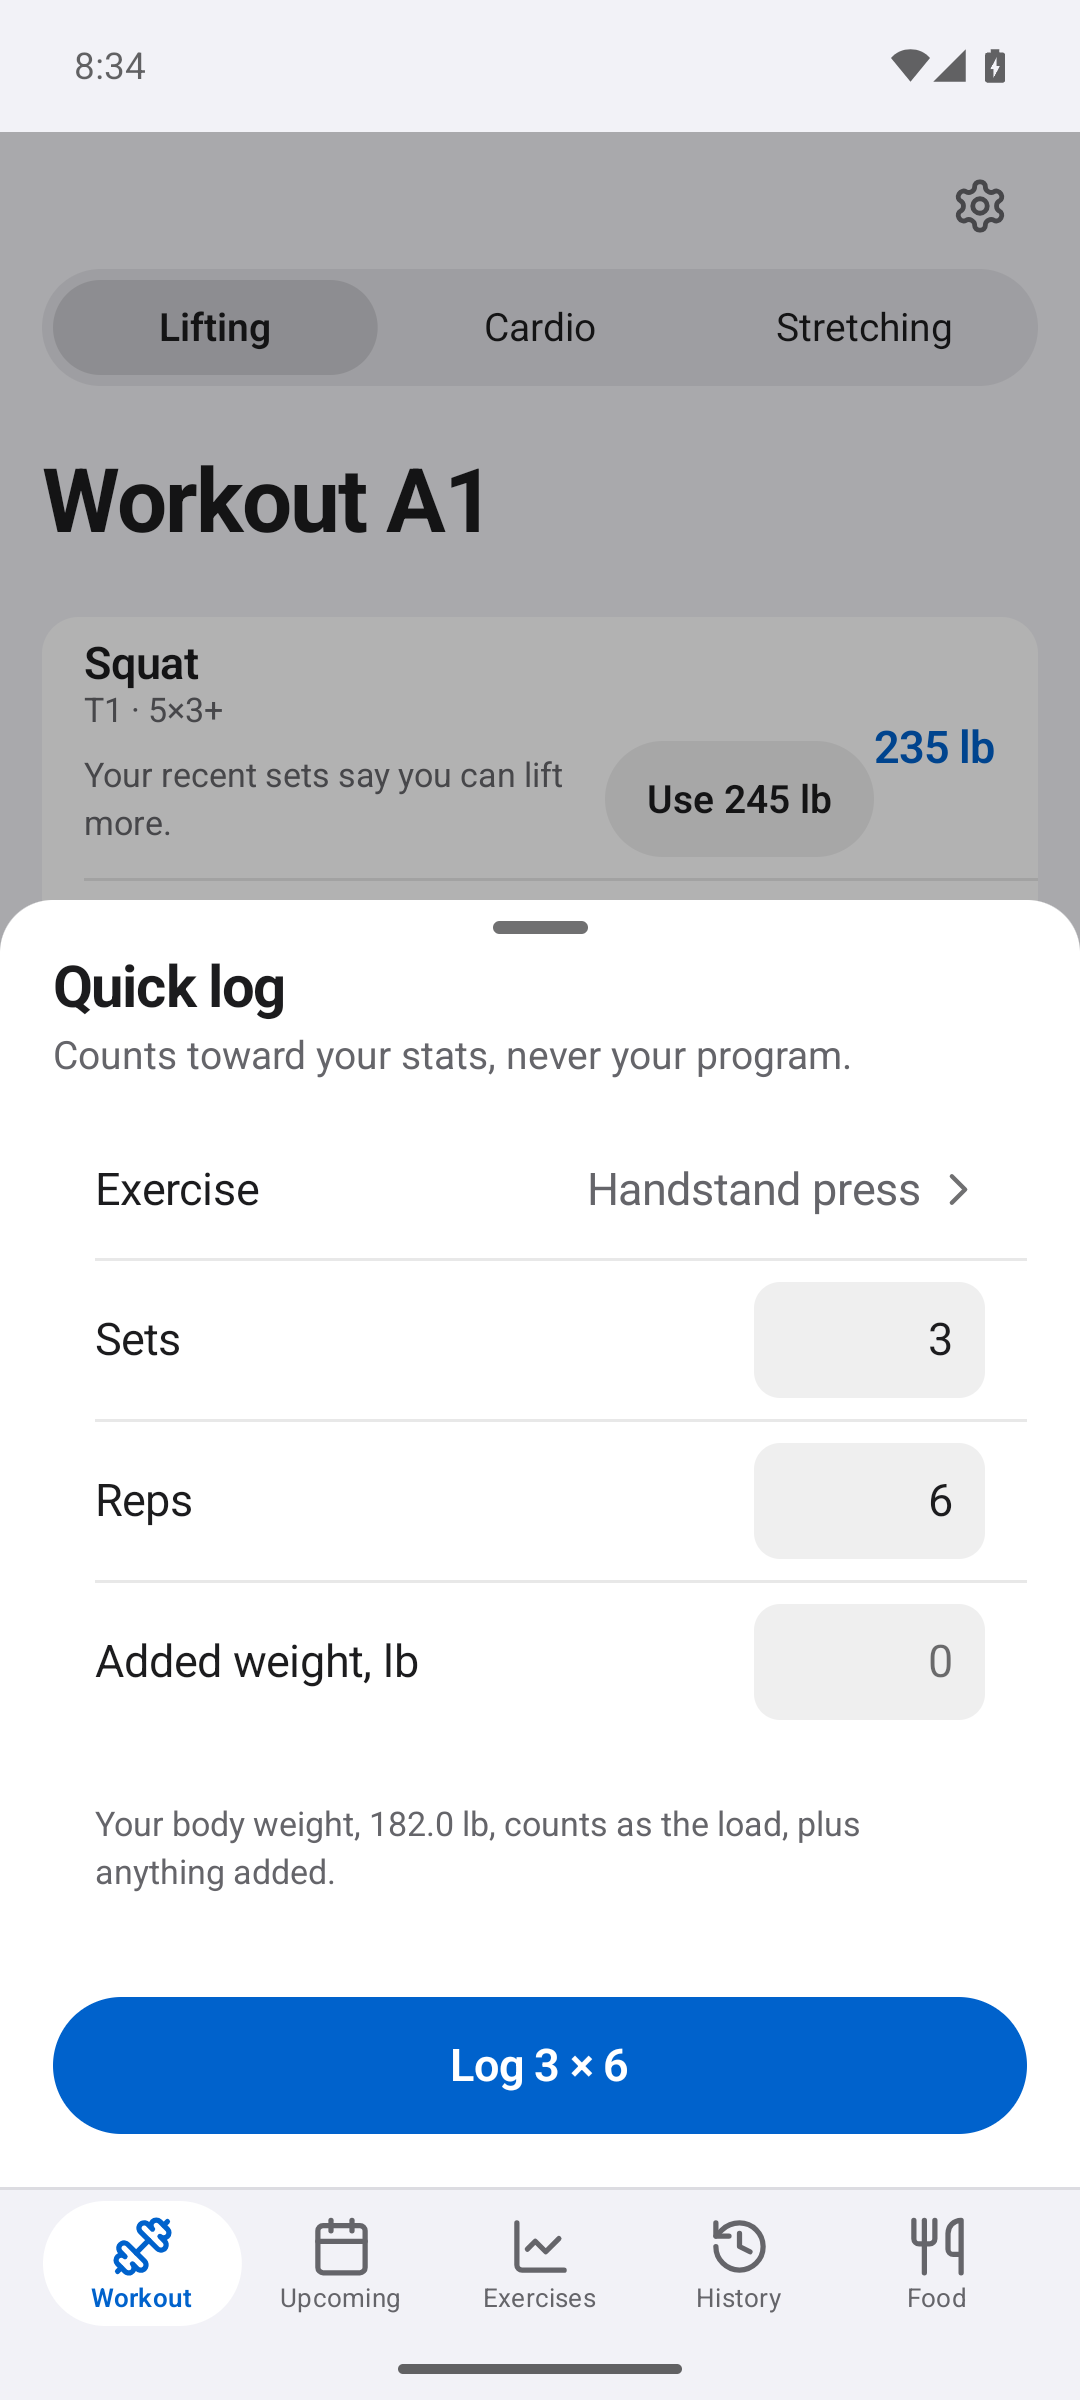 8:34
Lifting
Cardio
Stretching
Workout A1
Squat
T1 · 5×3+
Your recent sets say you can lift
more.
Use 245 lb
235 lb
Quick log
Counts toward your stats, never your program.
Exercise
Handstand press
Sets
3
Reps
6
Added weight, lb
0
Your body weight, 182.0 lb, counts as the load, plus
anything added.
Log 3 × 6
Workout
Upcoming
Exercises
History
Food